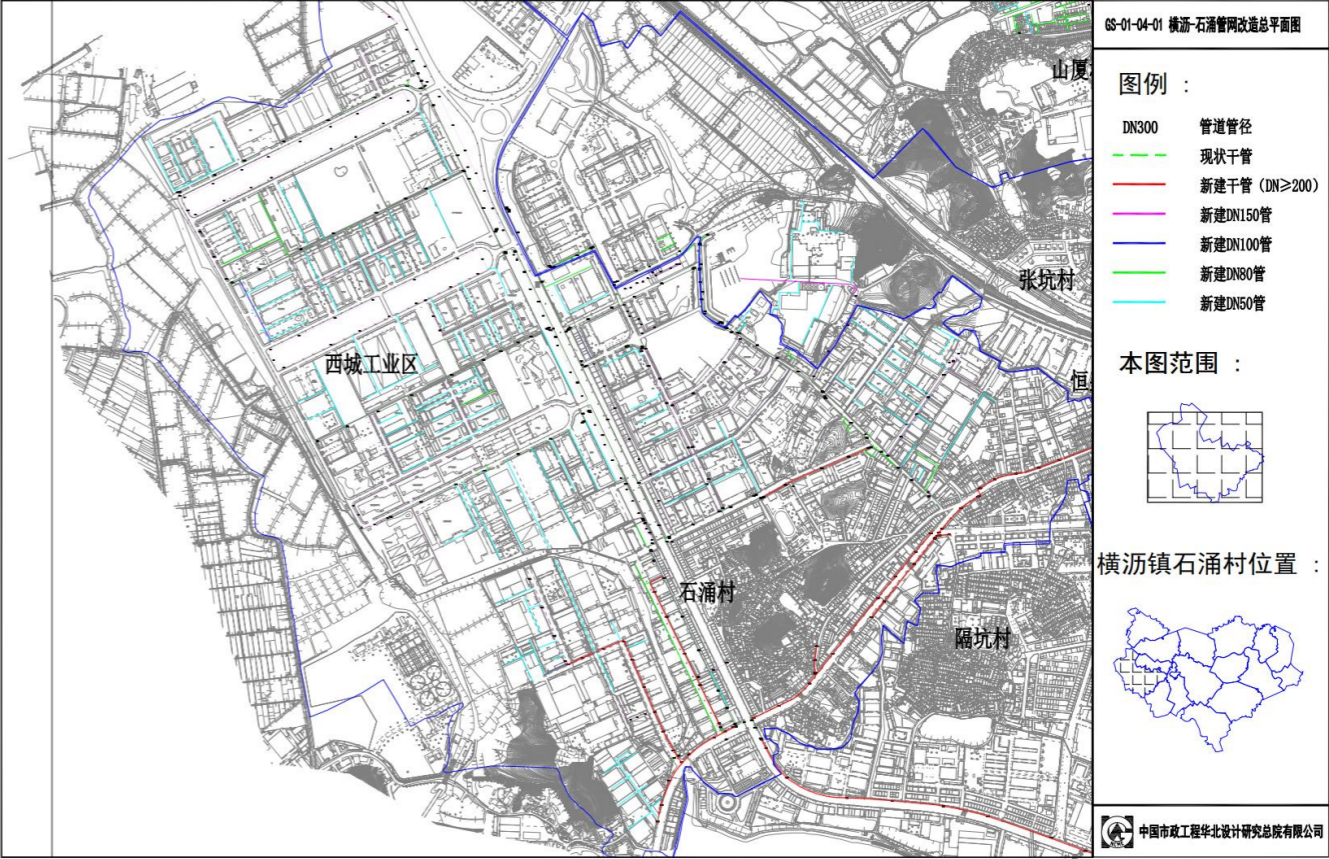 GS-01-04-01 横沥-石涌管网改造总平面图
图例 :
DN300 管道管径
现状干管
新建干管（DN≥200）
新建DN150管
新建DN100管
新建DN80管
新建DN50管
本图范围 :
横沥镇石涌村位置 :
中国市政工程华北设计研究总院有限公司
山厦
张坑村
恒
西城工业区
石涌村
隔坑村